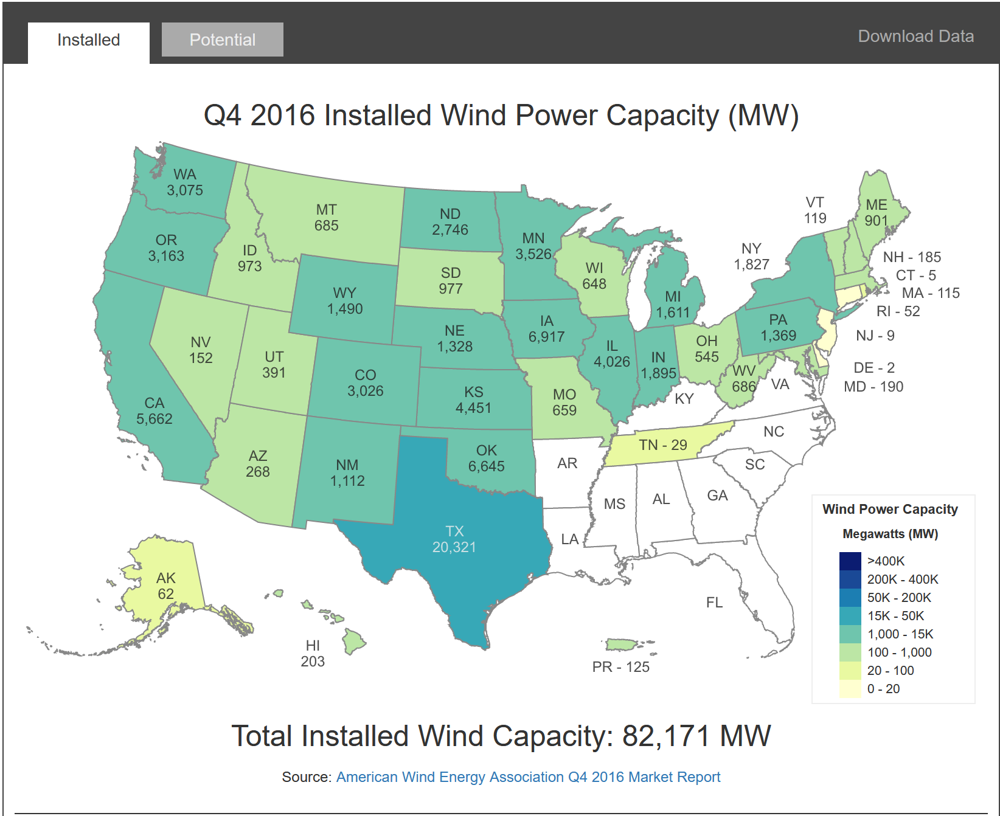 Installed
Potential
Download Data
Q4 2016 Installed Wind Power Capacity (MW)
WA
3,075
OR
3,163
CA
5,662
ID
973
NV
152
MT
685
WY
1,490
UT
391
AZ
268
CO
3,026
NM
1,112
ND
2,746
SD
977
NE
1,328
KS
4,451
OK
6,645
TX
20,321
MN
3,526
IA
6,917
MO
659
AR
LA
WI
648
IL
4,026
MI
1,611
IN
1,895
OH
545
KY
TN - 29
MS
AL
GA
FL
SC
NC
VA
WV
686
PA
1,369
NY
1,827
VT
119
ME
901
NH - 185
CT - 5
MA - 115
RI - 52
NJ - 9
DE - 2
MD - 190
AK
62
HI
203
PR - 125
Wind Power Capacity
Megawatts (MW)
>400K
200K - 400K
50K - 200K
15K - 50K
1,000 - 15K
100 - 1,000
20 - 100
0 - 20
Total Installed Wind Capacity: 82,171 MW
Source: American Wind Energy Association Q4 2016 Market Report